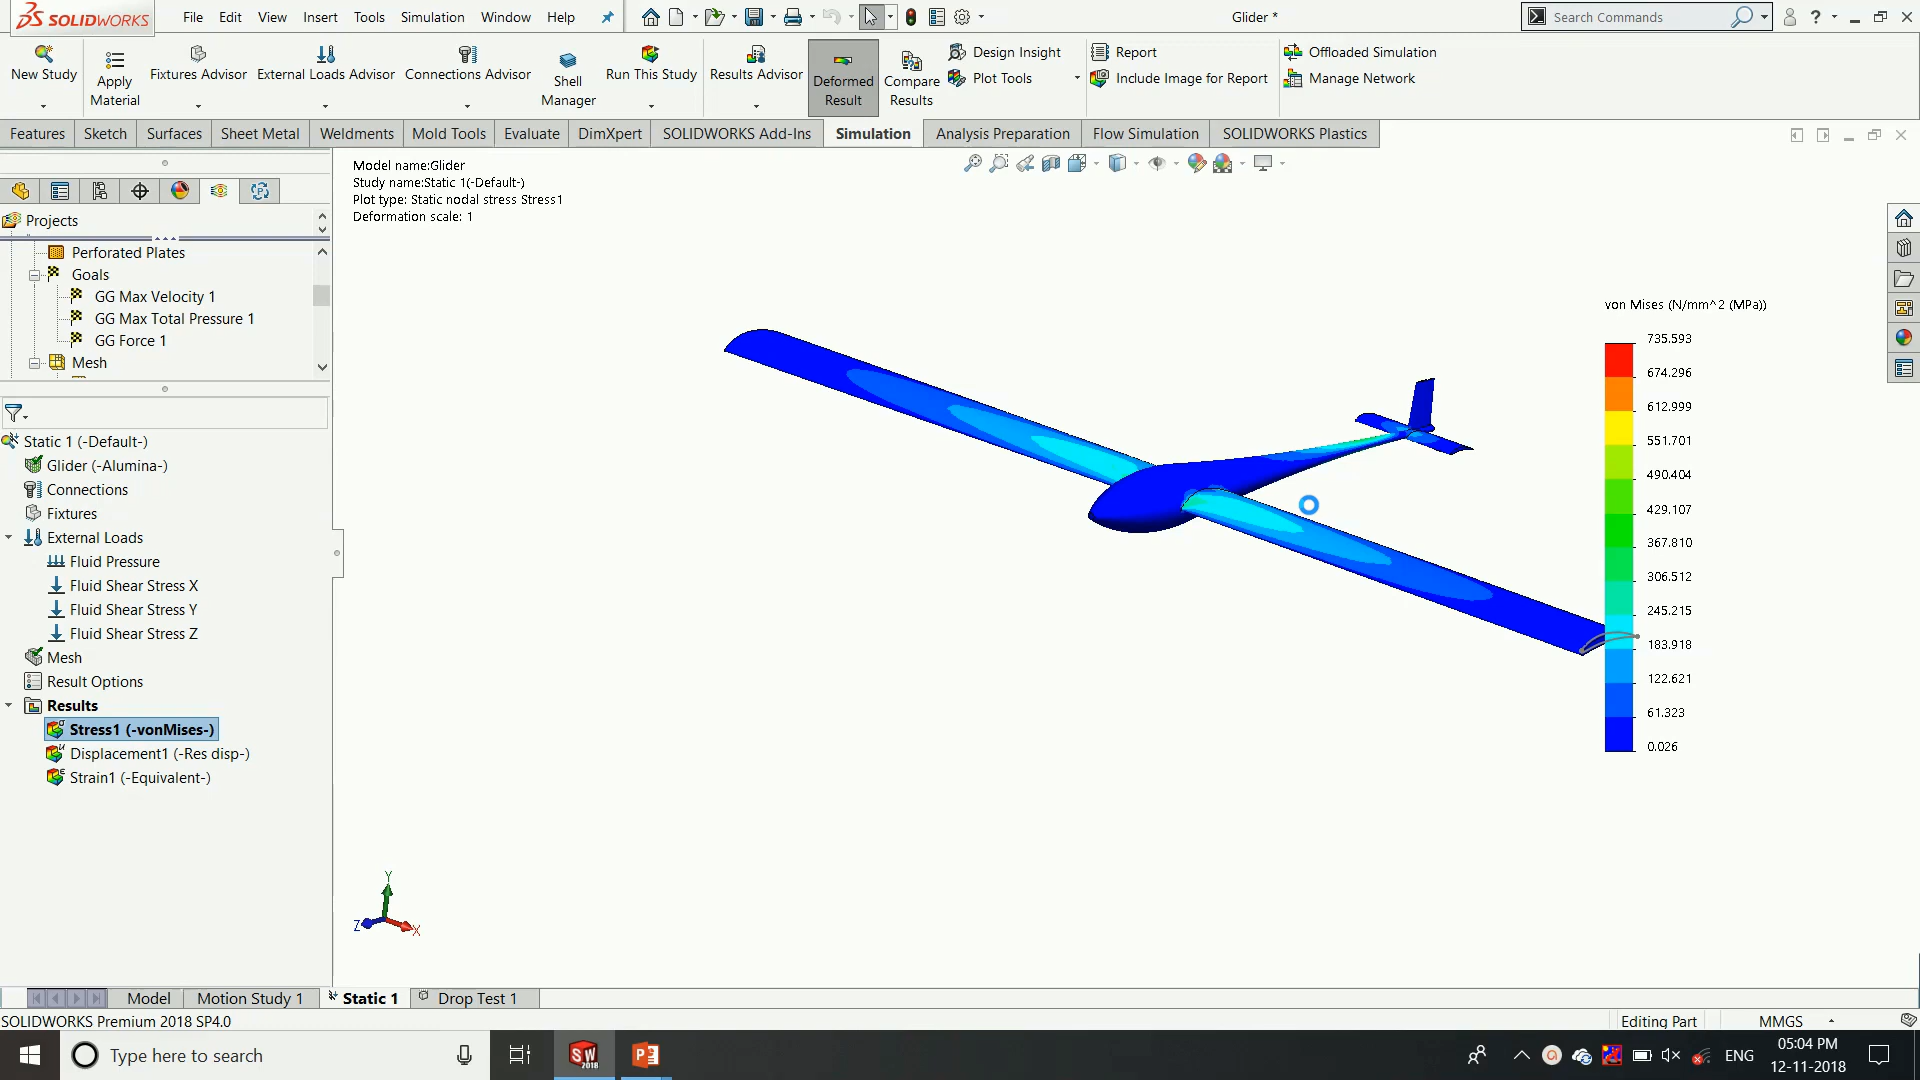 SOLIDWORKS
File Edit View Insert Tools Simulation Window Help
Glider *
Search Commands
New Study
Apply Material
Fixtures Advisor
External Loads Advisor
Connections Advisor
Shell Manager
Run This Study
Results Advisor
Deformed Result
Compare Results
Design Insight
Plot Tools
Report
Include Image for Report
Offloaded Simulation
Manage Network
Features Sketch Surfaces Sheet Metal Weldments Mold Tools Evaluate DimXpert SOLIDWORKS Add-Ins Simulation Analysis Preparation Flow Simulation SOLIDWORKS Plastics
Projects
Perforated Plates
Goals
GG Max Velocity 1
GG Max Total Pressure 1
GG Force 1
Mesh
Static 1 (-Default-)
Glider (-Alumina-)
Connections
Fixtures
External Loads
Fluid Pressure
Fluid Shear Stress X
Fluid Shear Stress Y
Fluid Shear Stress Z
Mesh
Result Options
Results
Stress1 (-vonMises-)
Displacement1 (-Res disp-)
Strain1 (-Equivalent-)
Model name:Glider
Study name:Static 1(-Default-)
Plot type: Static nodal stress Stress1
Deformation scale: 1
von Mises (N/mm^2 (MPa))
735.593
674.296
612.999
551.701
490.404
429.107
367.810
306.512
245.215
183.918
122.621
61.323
0.026
Y
Z
X
Model Motion Study 1 Static 1 Drop Test 1
SOLIDWORKS Premium 2018 SP4.0
Editing Part
MMGS
Type here to search
SW
2018
ENG
05:04 PM
12-11-2018